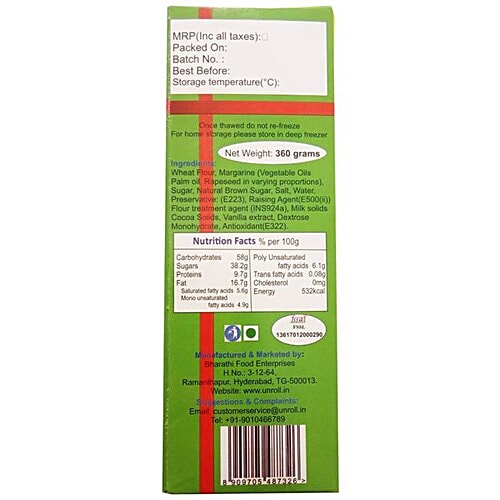 MRP(Inc all taxes):
Packed On:
Batch No. :
Best Before:
Storage temperature(°C):
Once thawed do not re-freeze
For home storage please store in deep freezer
Net Weight: 360 grams
Ingredients:
Wheat Flour, Margarine (Vegetable Oils
Palm oil, Rapeseed in varying proportions),
Sugar, Natural Brown Sugar, Salt, Water,
Preservative: (E223), Raising Agent(E500(ii))
Flour treatment agent (INS924a), Milk solids
Cocoa Solids, Vanilla extract, Dextrose
Monohydrate, Antioxidant(E322).
Nutrition Facts % per 100g
Carbohydrates 58g
Sugars 38.2g
Proteins 9.7g
Fat 16.7g
Saturated fatty acids 5.6g
Mono unsaturated
fatty acids 4.9g
Poly Unsaturated
fatty acids 6.1g
Trans fatty acids 0.08g
Cholesterol 0mg
Energy 532kcal
fssai
FSSL
13617012000290
Manufactured & Marketed by:
Bharathi Food Enterprises
H.No.: 3-12-64,
Ramanthapur, Hyderabad, TG-500013.
Website: www.unroll.in
Suggestions & Complaints:
Email: customerservice@unroll.in
Tel: +91-9010466789
8 909705 487326